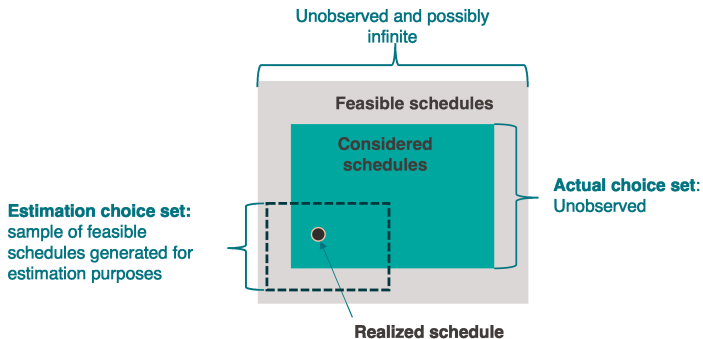 Unobserved and possibly
infinite
Feasible schedules
Considered
schedules
Actual choice set:
Unobserved
Estimation choice set:
sample of feasible
schedules generated for
estimation purposes
Realized schedule